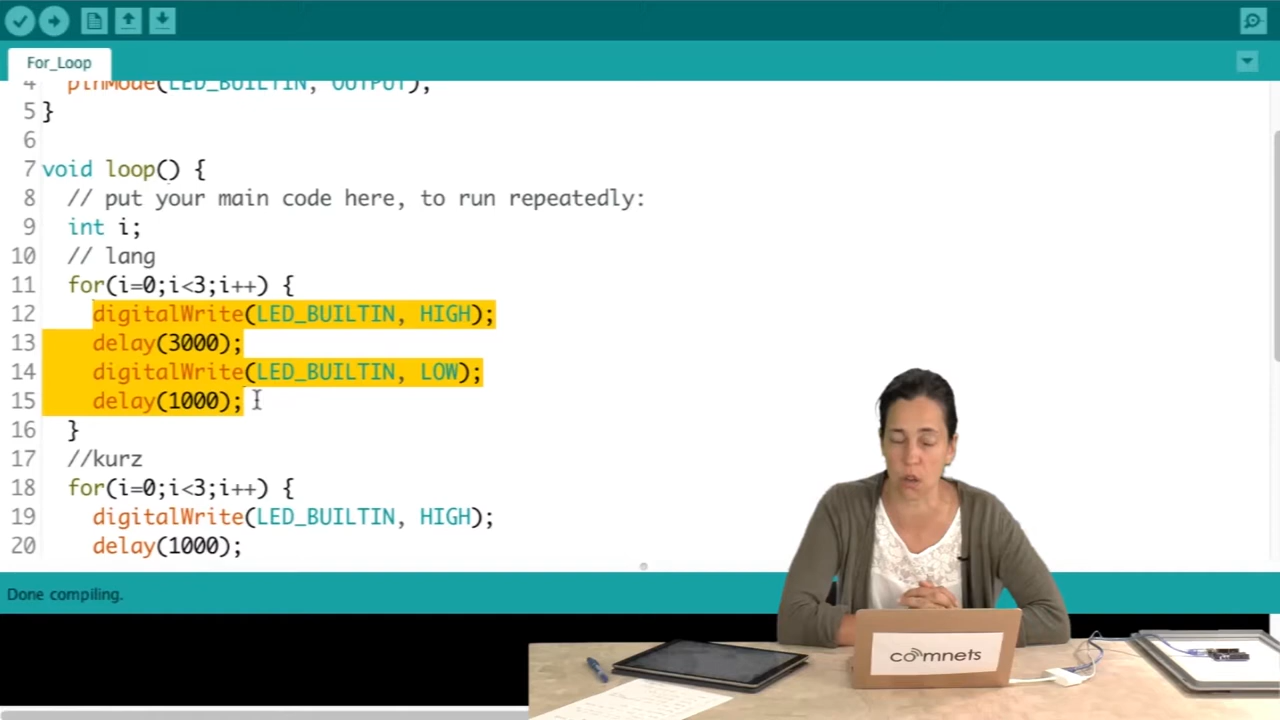 For_Loop
4 pinMode(LED_BUILTIN, OUTPUT);
5 }
6
7 void loop() {
8 // put your main code here, to run repeatedly:
9 int i;
10 // lang
11 for(i=0;i<3;i++) {
12 digitalWrite(LED_BUILTIN, HIGH);
13 delay(3000);
14 digitalWrite(LED_BUILTIN, LOW);
15 delay(1000);
16 }
17 //kurz
18 for(i=0;i<3;i++) {
19 digitalWrite(LED_BUILTIN, HIGH);
20 delay(1000);
Done compiling.
comnets